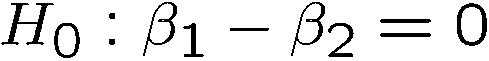 H₀ : β₁ − β₂ = 0